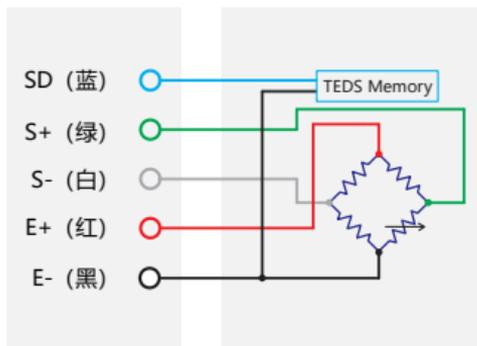 SD (蓝)
TEDS Memory
S+ (绿)
S- (白)
E+ (红)
E- (黑)